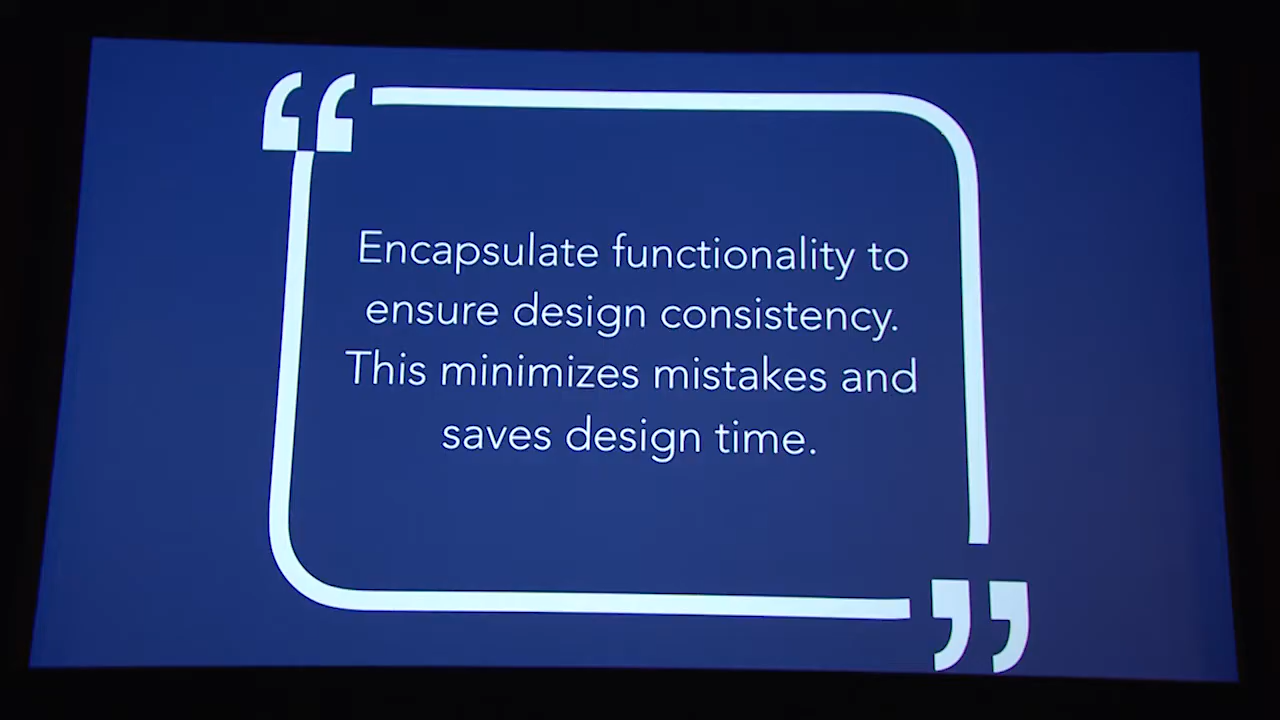 Encapsulate functionality to
ensure design consistency.
This minimizes mistakes and
saves design time.